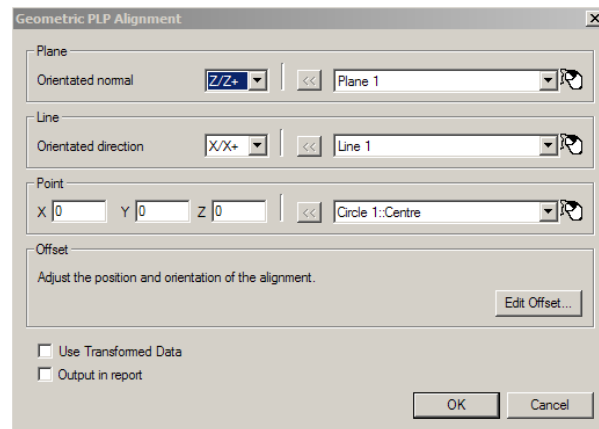 Geometric PLP Alignment
Plane
Orientated normal Z/Z+ << Plane 1
Line
Orientated direction X/X+ << Line 1
Point
X 0 Y 0 Z 0 << Circle 1::Centre
Offset
Adjust the position and orientation of the alignment.
Edit Offset...
Use Transformed Data
Output in report
OK Cancel